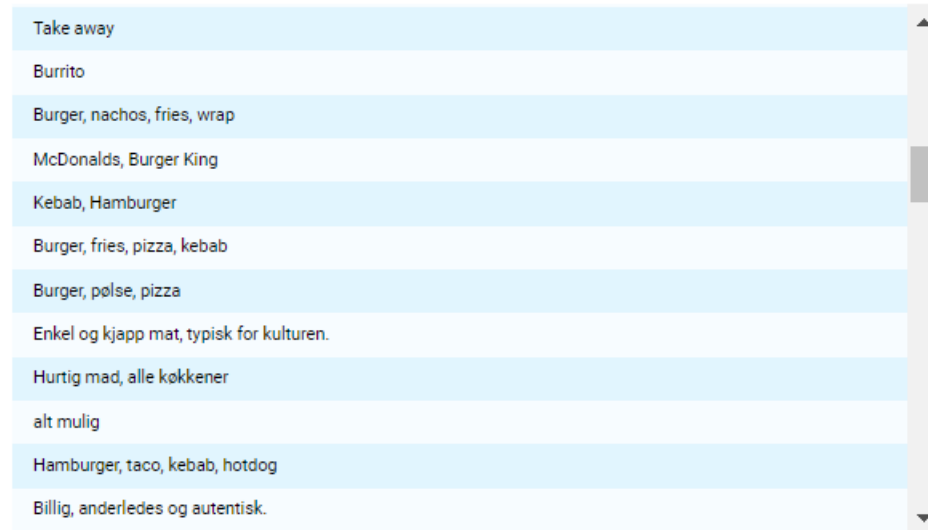 Take away
Burrito
Burger, nachos, fries, wrap
McDonalds, Burger King
Kebab, Hamburger
Burger, fries, pizza, kebab
Burger, pølse, pizza
Enkel og kjapp mat, typisk for kulturen.
Hurtig mad, alle køkkener
alt mulig
Hamburger, taco, kebab, hotdog
Billig, anderledes og autentisk.